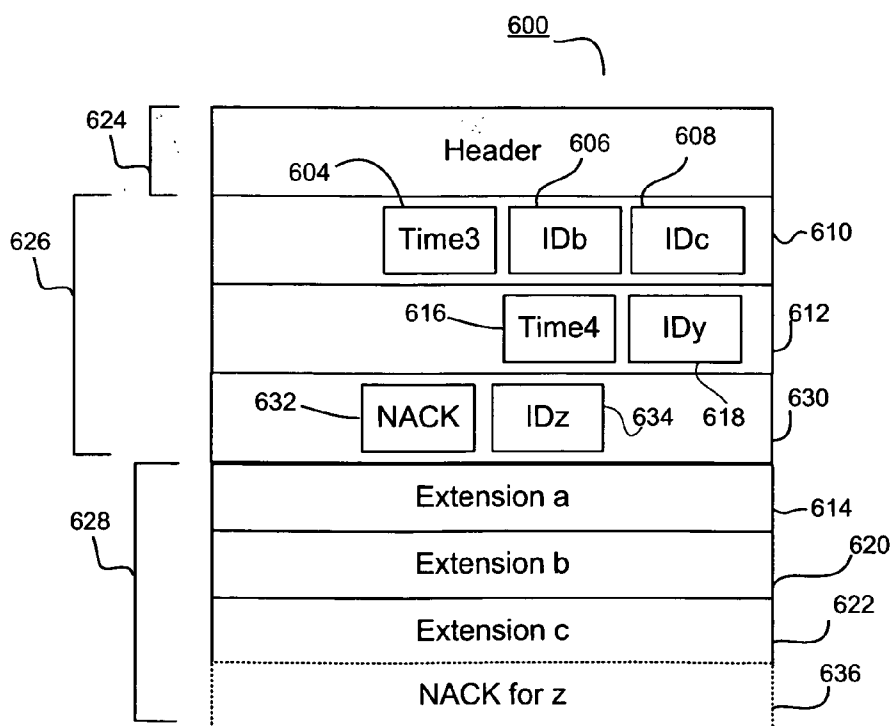 600
624
Header
604
606
608
626
Time3 IDb IDc
610
616
Time4 IDy
612
632
NACK IDz
634
618
630
628
Extension a
614
Extension b
620
Extension c
622
NACK for z
636